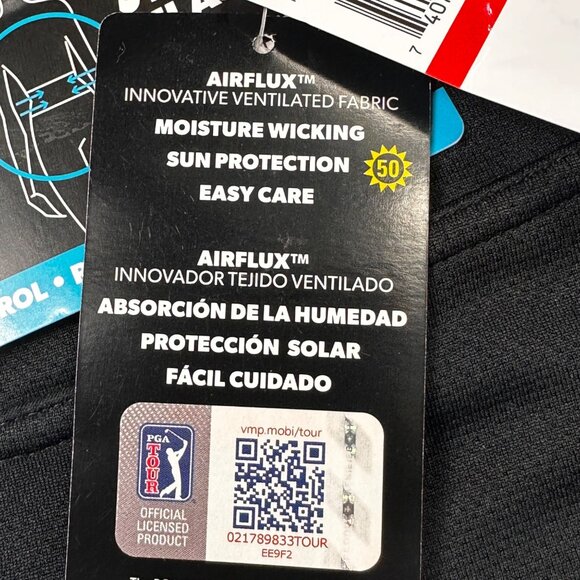 AIRFLUX™
INNOVATIVE VENTILATED FABRIC
MOISTURE WICKING
SUN PROTECTION
50
EASY CARE
AIRFLUX™
INNOVADOR TEJIDO VENTILADO
ABSORCIÓN DE LA HUMEDAD
PROTECCIÓN SOLAR
FÁCIL CUIDADO
PGA
TOUR
OFFICIAL
LICENSED
PRODUCT
vmp.mobi/tour
021789833TOUR
EE9F2